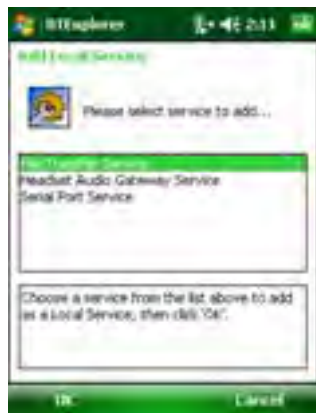 BTExplorer 2:11
Add Local Service
Please select service to add...
File Transfer Service
Headset Audio Gateway Service
Serial Port Service
Choose a service from the list above to add
as a Local Service, then click 'OK'.
OK Cancel